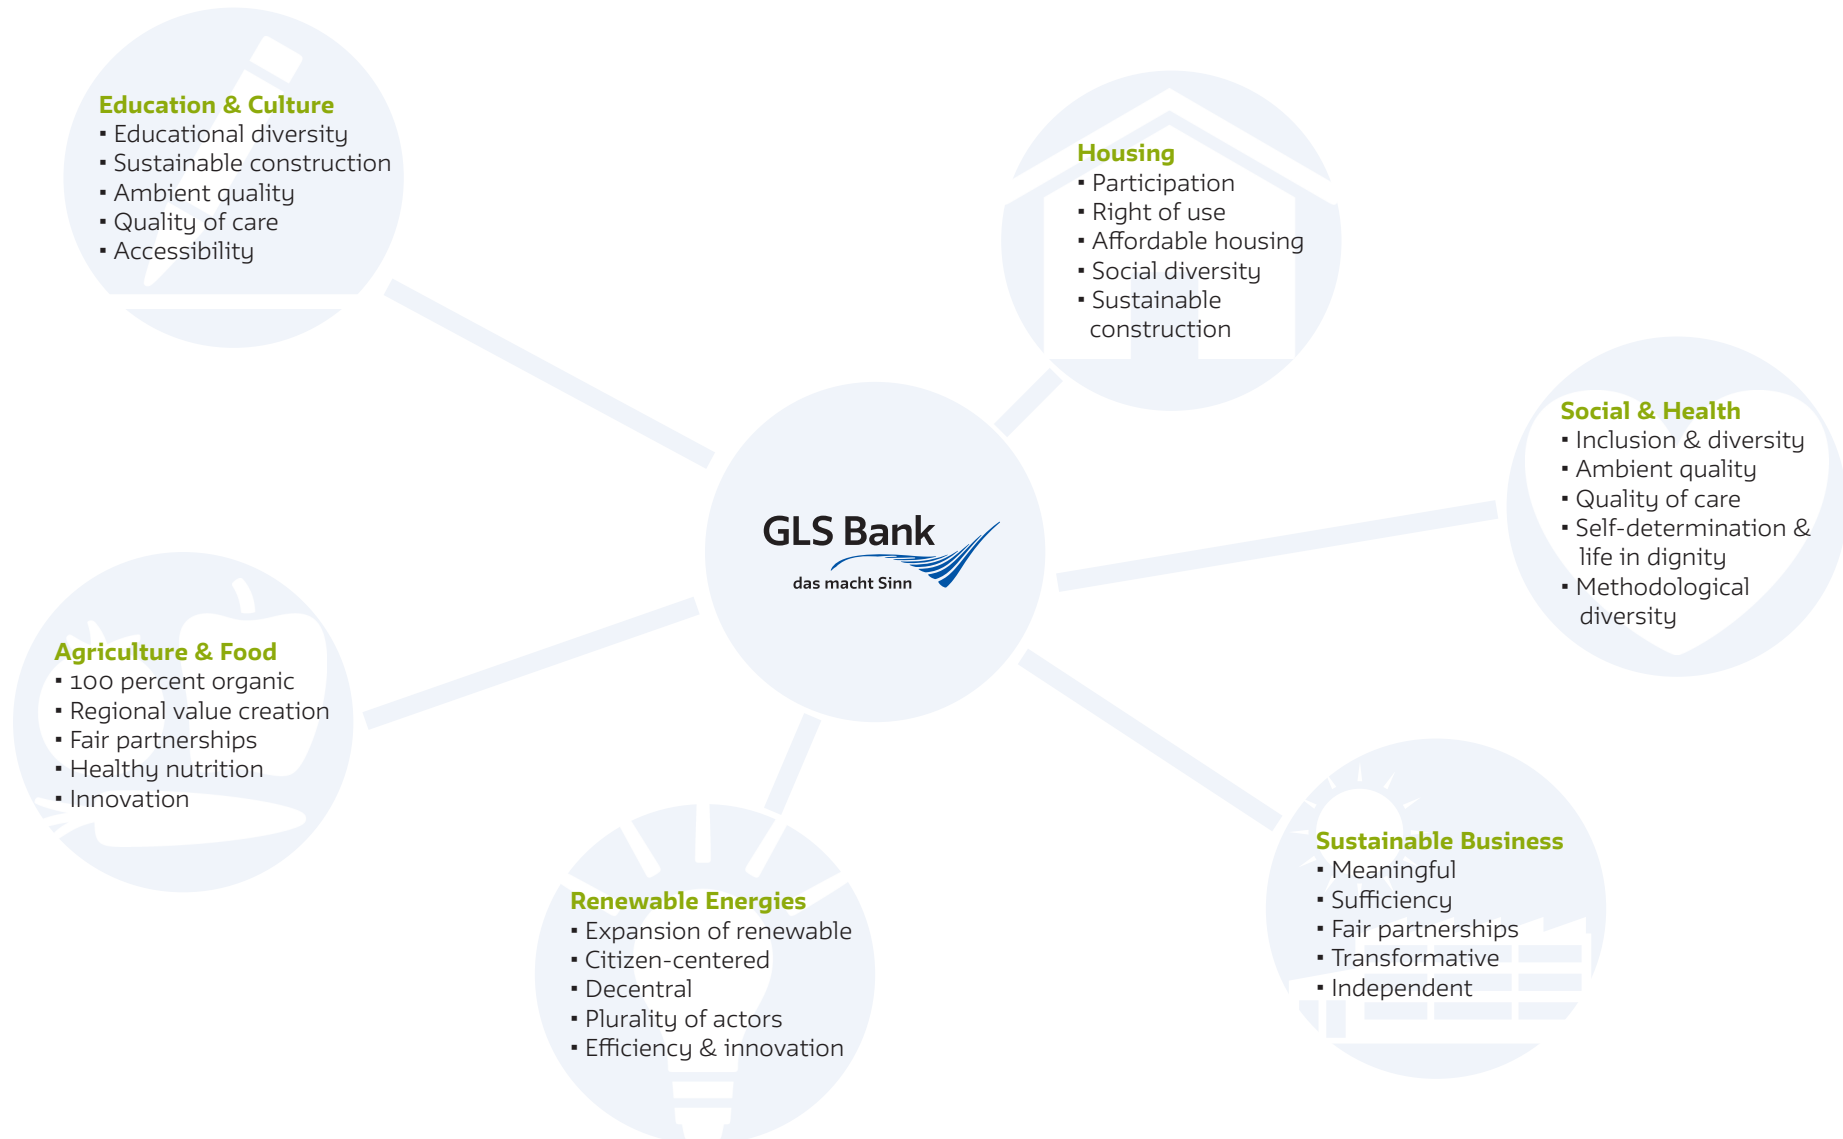 Education & Culture
▪ Educational diversity
▪ Sustainable construction
▪ Ambient quality
▪ Quality of care
▪ Accessibility
Housing
▪ Participation
▪ Right of use
▪ Affordable housing
▪ Social diversity
▪ Sustainable
construction
Social & Health
▪ Inclusion & diversity
▪ Ambient quality
▪ Quality of care
▪ Self-determination &
life in dignity
▪ Methodological
diversity
GLS Bank
das macht Sinn
Agriculture & Food
▪ 100 percent organic
▪ Regional value creation
▪ Fair partnerships
▪ Healthy nutrition
▪ Innovation
Renewable Energies
▪ Expansion of renewable
▪ Citizen-centered
▪ Decentral
▪ Plurality of actors
▪ Efficiency & innovation
Sustainable Business
▪ Meaningful
▪ Sufficiency
▪ Fair partnerships
▪ Transformative
▪ Independent